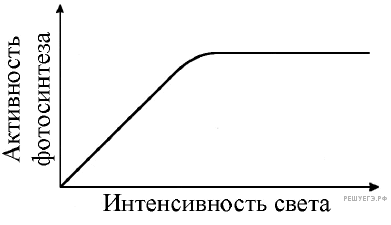 Активность
фотосинтеза
Интенсивность света
РЕШУЕГЭ.РФ